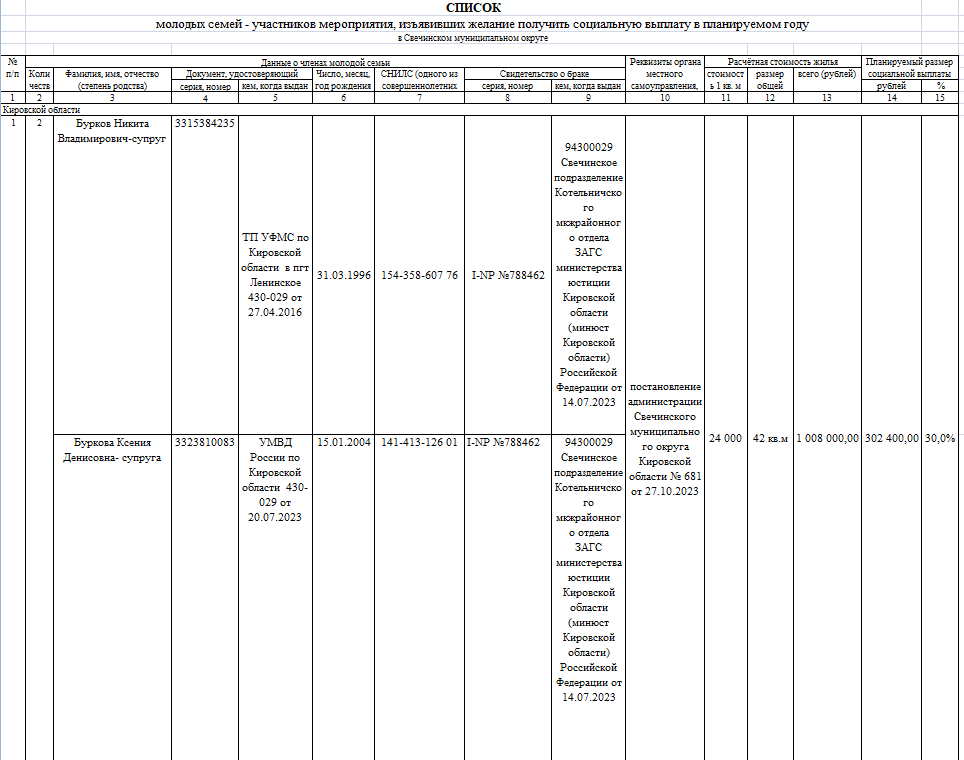 СПИСОК
молодых семей - участников мероприятия, изъявивших желание получить социальную выплату в планируемом году
в Свечинском муниципальном округе
№ п/п
Коли честв
Данные о членах молодой семьи
Фамилия, имя, отчество (степень родства)
Документ, удостоверяющий
серия, номер
кем, когда выдан
Число, месяц, год рождения
СНИЛС (одного из совершеннолетних
Свидетельство о браке
серия, номер
кем, когда выдан
Реквизиты органа местного самоуправления,
Расчётная стоимость жилья
стоимост ь 1 кв. м
размер общей
всего (рублей)
Планируемый размер социальной выплаты
рублей
%
1 2 3 4 5 6 7 8 9 10 11 12 13 14 15
Кировской области
1
2
Бурков Никита
Владимирович-супруг
3315384235
ТП УФМС по
Кировской
области в пгт
Ленинское
430-029 от
27.04.2016
31.03.1996
154-358-607 76
I-NP №788462
94300029
Свечинское
подразделение
Котельничско
го
мкжрайонног
о отдела
ЗАГС
министерства
юстиции
Кировской
области
(минюст
Кировской
области)
Российской
Федерации от
14.07.2023
постановление
администрации
Свечинского
муниципально
го округа
Кировской
области № 681
от 27.10.2023
24 000
42 кв.м
1 008 000,00
302 400,00
30,0%
Буркова Ксения
Денисовна- супруга
3323810083
УМВД
России по
Кировской
области 430-
029 от
20.07.2023
15.01.2004
141-413-126 01
I-NP №788462
94300029
Свечинское
подразделение
Котельничско
го
мкжрайонног
о отдела
ЗАГС
министерства
юстиции
Кировской
области
(минюст
Кировской
области)
Российской
Федерации от
14.07.2023